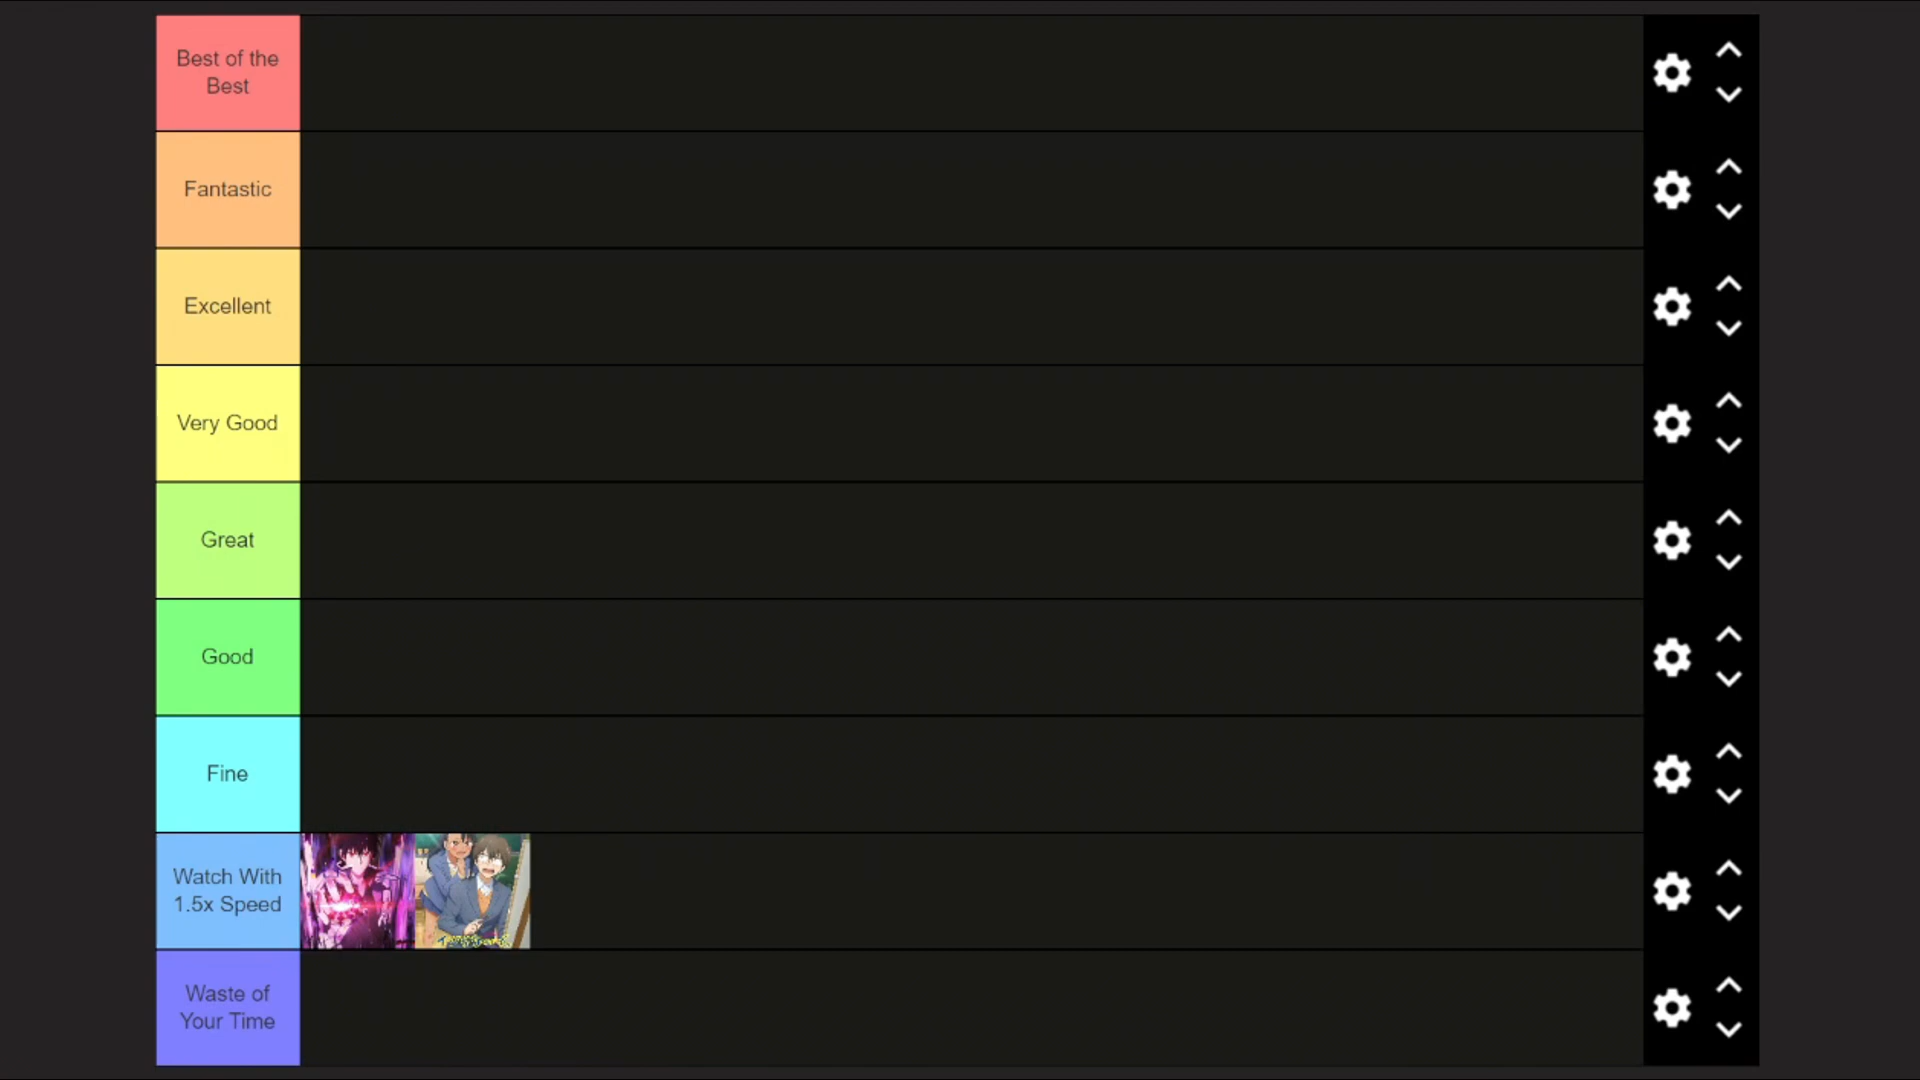 Best of the
Best
Fantastic
Excellent
Very Good
Great
Good
Fine
Watch With
1.5x Speed
Waste of
Your Time